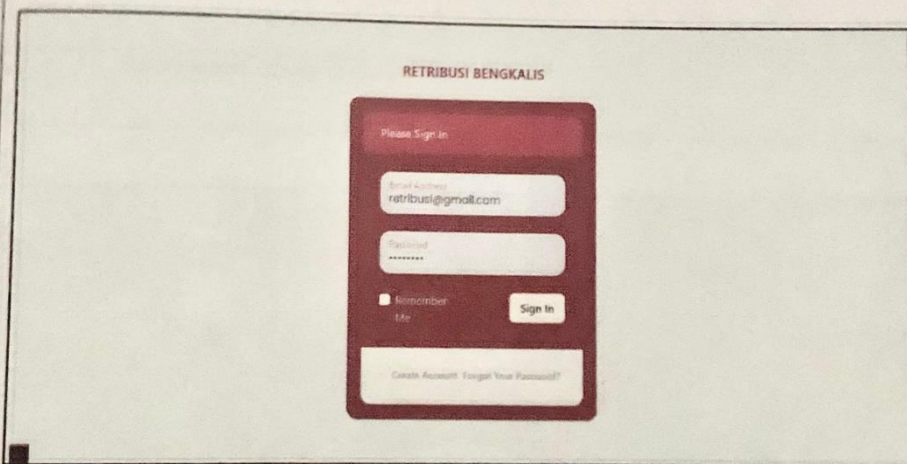 RETRIBUSI BENGKALIS
Please Sign In
Email Address
retribusi@gmail.com
Password
Remember
Me
Sign In
Create Account Forgot Your Password?